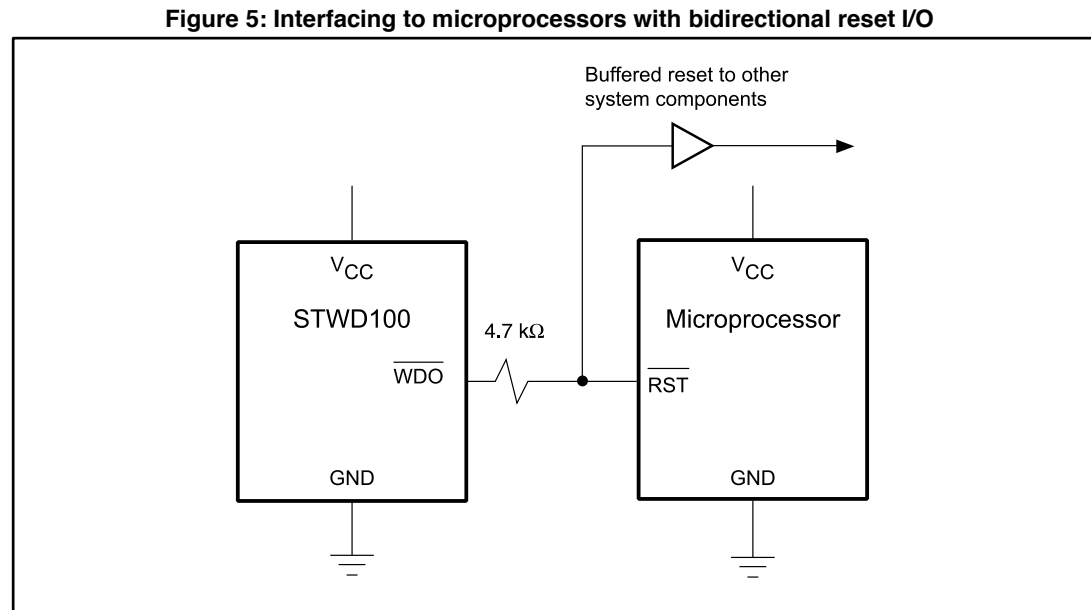 Figure 5: Interfacing to microprocessors with bidirectional reset I/O
Buffered reset to other
system components
VCC
STWD100
WDO
GND
4.7 kΩ
VCC
Microprocessor
RST
GND